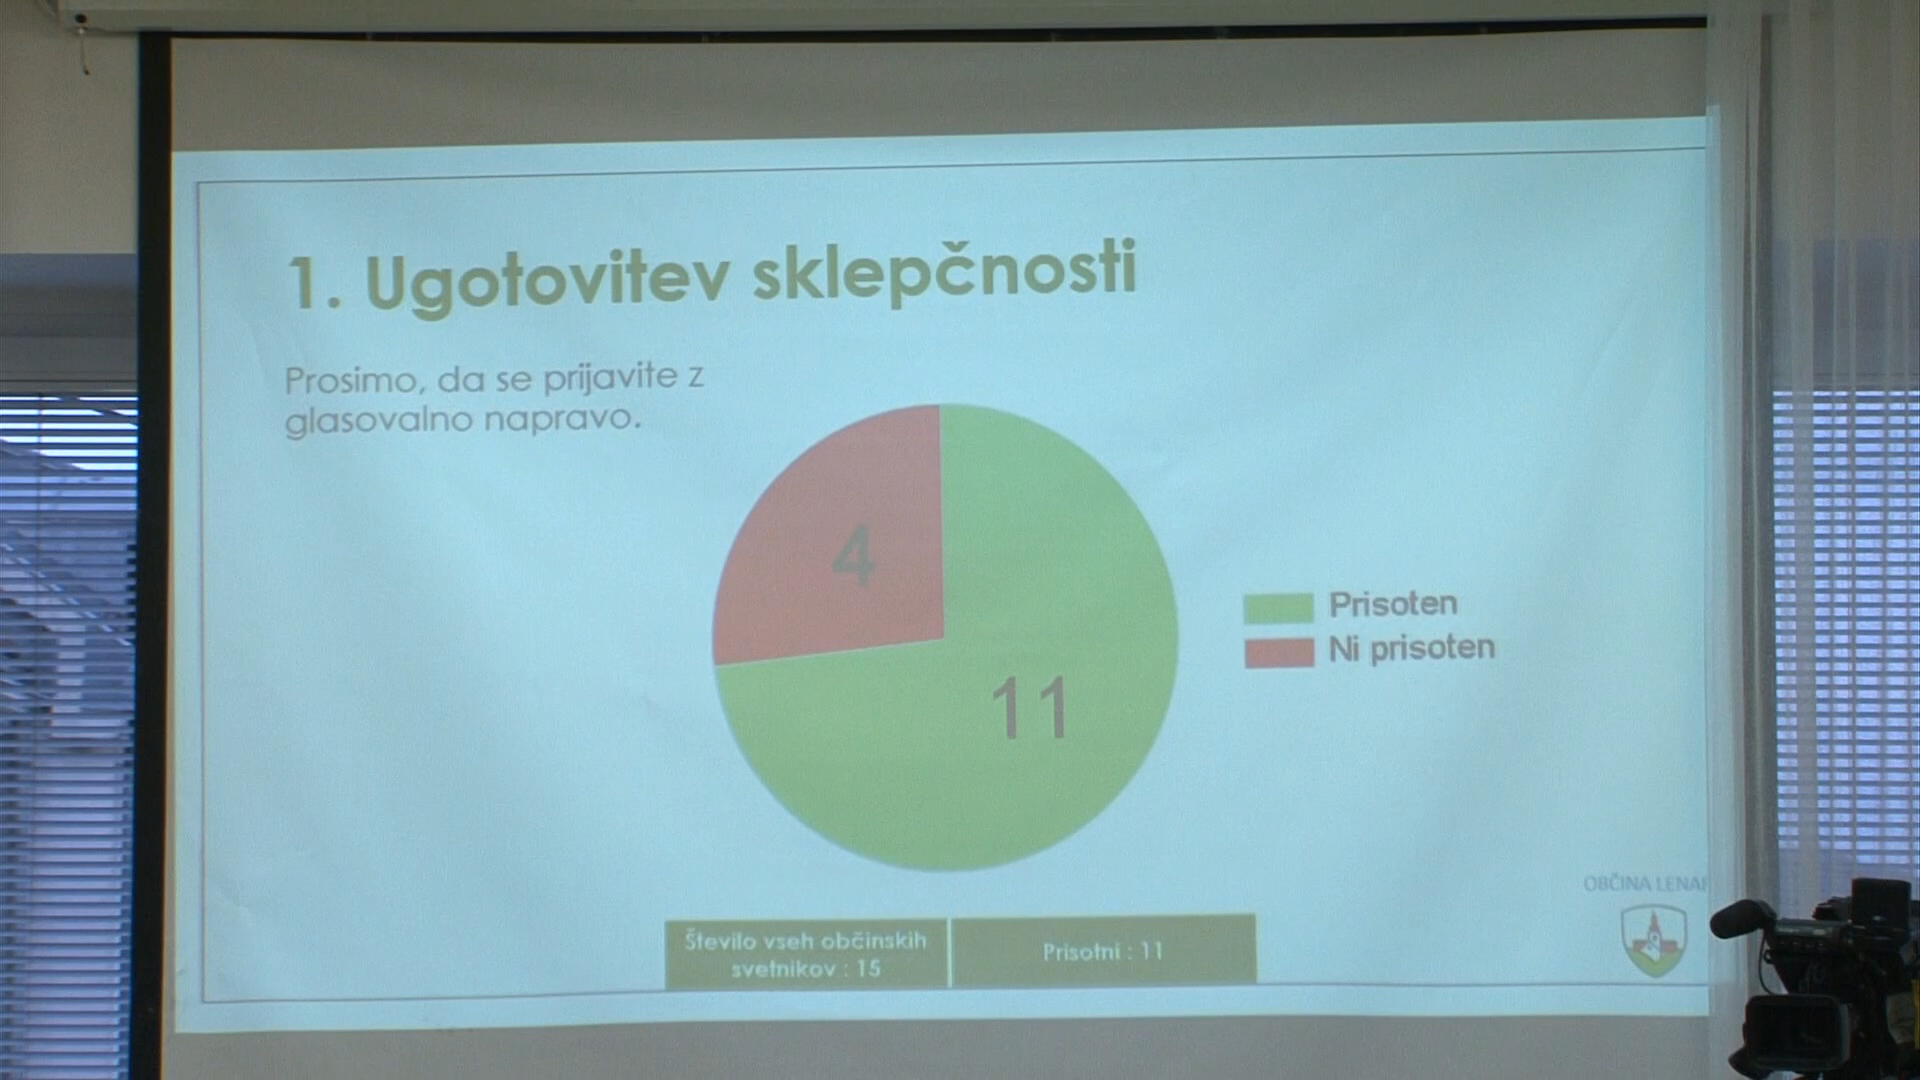 1. Ugotovitev sklepčnosti
Prosimo, da se prijavite z
glasovalno napravo.
4
11
Prisoten
Ni prisoten
OBČINA
Število vseh občinskih
svetnikov : 15
Prisotni : 11